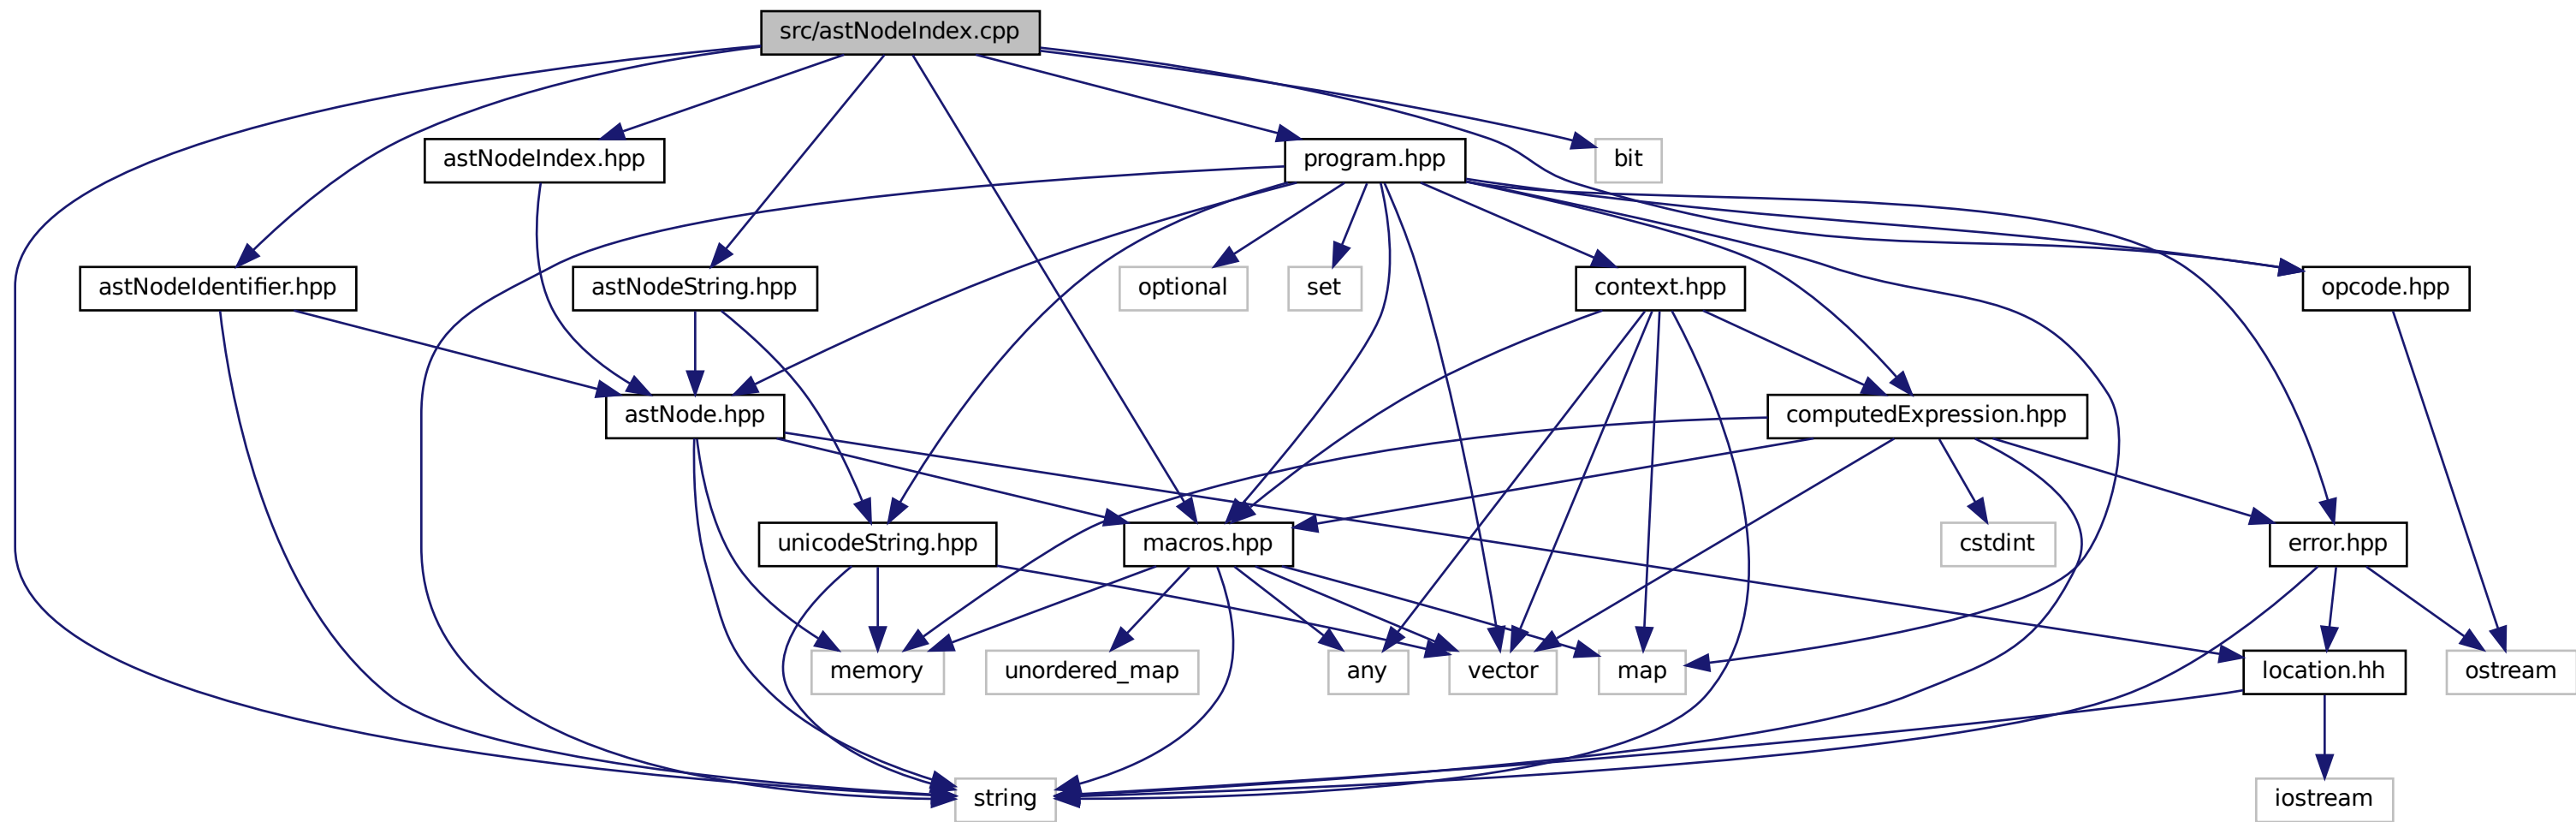 src/astNodeIndex.cpp
astNodeIndex.hpp
program.hpp
bit
astNodeIdentifier.hpp
astNodeString.hpp
optional
set
context.hpp
opcode.hpp
astNode.hpp
computedExpression.hpp
unicodeString.hpp
macros.hpp
cstdint
error.hpp
memory
unordered_map
any
vector
map
location.hh
ostream
string
iostream